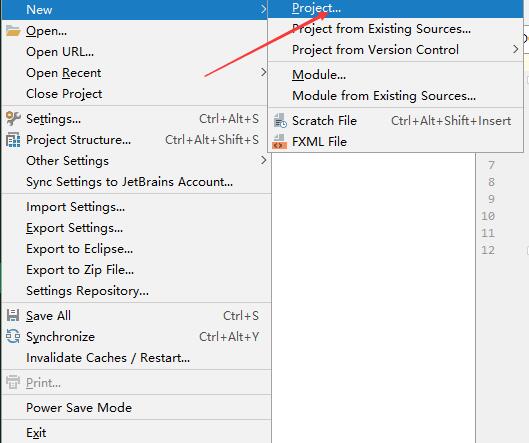 New
Open...
Open URL...
Open Recent
Close Project
Settings... Ctrl+Alt+S
Project Structure... Ctrl+Alt+Shift+S
Other Settings
Sync Settings to JetBrains Account...
Import Settings...
Export Settings...
Export to Eclipse...
Export to Zip File...
Settings Repository...
Save All Ctrl+S
Synchronize Ctrl+Alt+Y
Invalidate Caches / Restart...
Print...
Power Save Mode
Exit
Project...
Project from Existing Sources...
Project from Version Control
Module...
Module from Existing Sources...
Scratch File Ctrl+Alt+Shift+Insert
FXML File
7
8
9
10
11
12